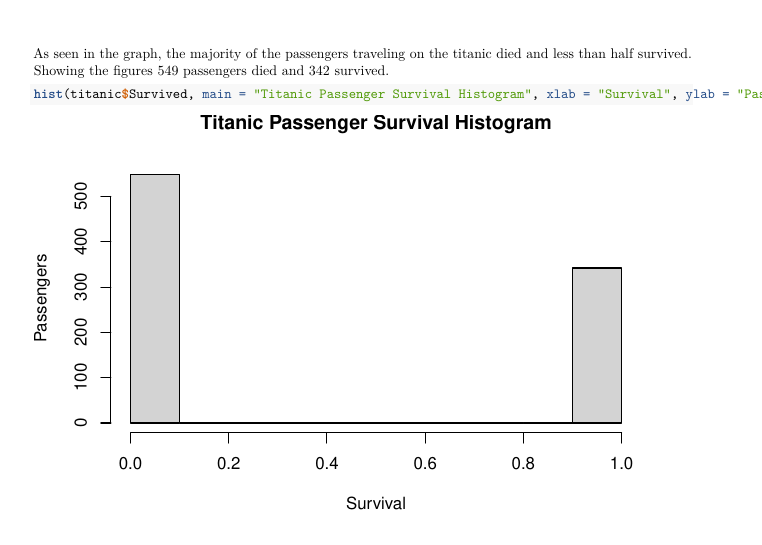 As seen in the graph, the majority of the passengers traveling on the titanic died and less than half survived.
Showing the figures 549 passengers died and 342 survived.
hist(titanic$Survived, main = "Titanic Passenger Survival Histogram", xlab = "Survival", ylab = "Pas
Titanic Passenger Survival Histogram
500
400
300
200
100
0
Passengers
0.0 0.2 0.4 0.6 0.8 1.0
Survival